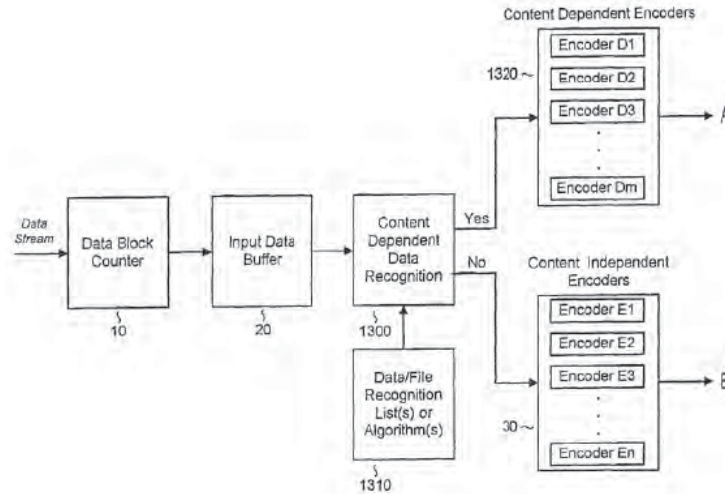 Content Dependent Encoders
Encoder D1
1320
Encoder D2
Encoder D3
A
Encoder Dm
Data
Stream
Data Block
Counter
10
Input Data
Buffer
20
Content
Dependent
Data
Recognition
1300
Yes
No
Data/File
Recognition
List(s) or
Algorithm(s)
1310
Content Independent
Encoders
Encoder E1
Encoder E2
Encoder E3
30
Encoder En